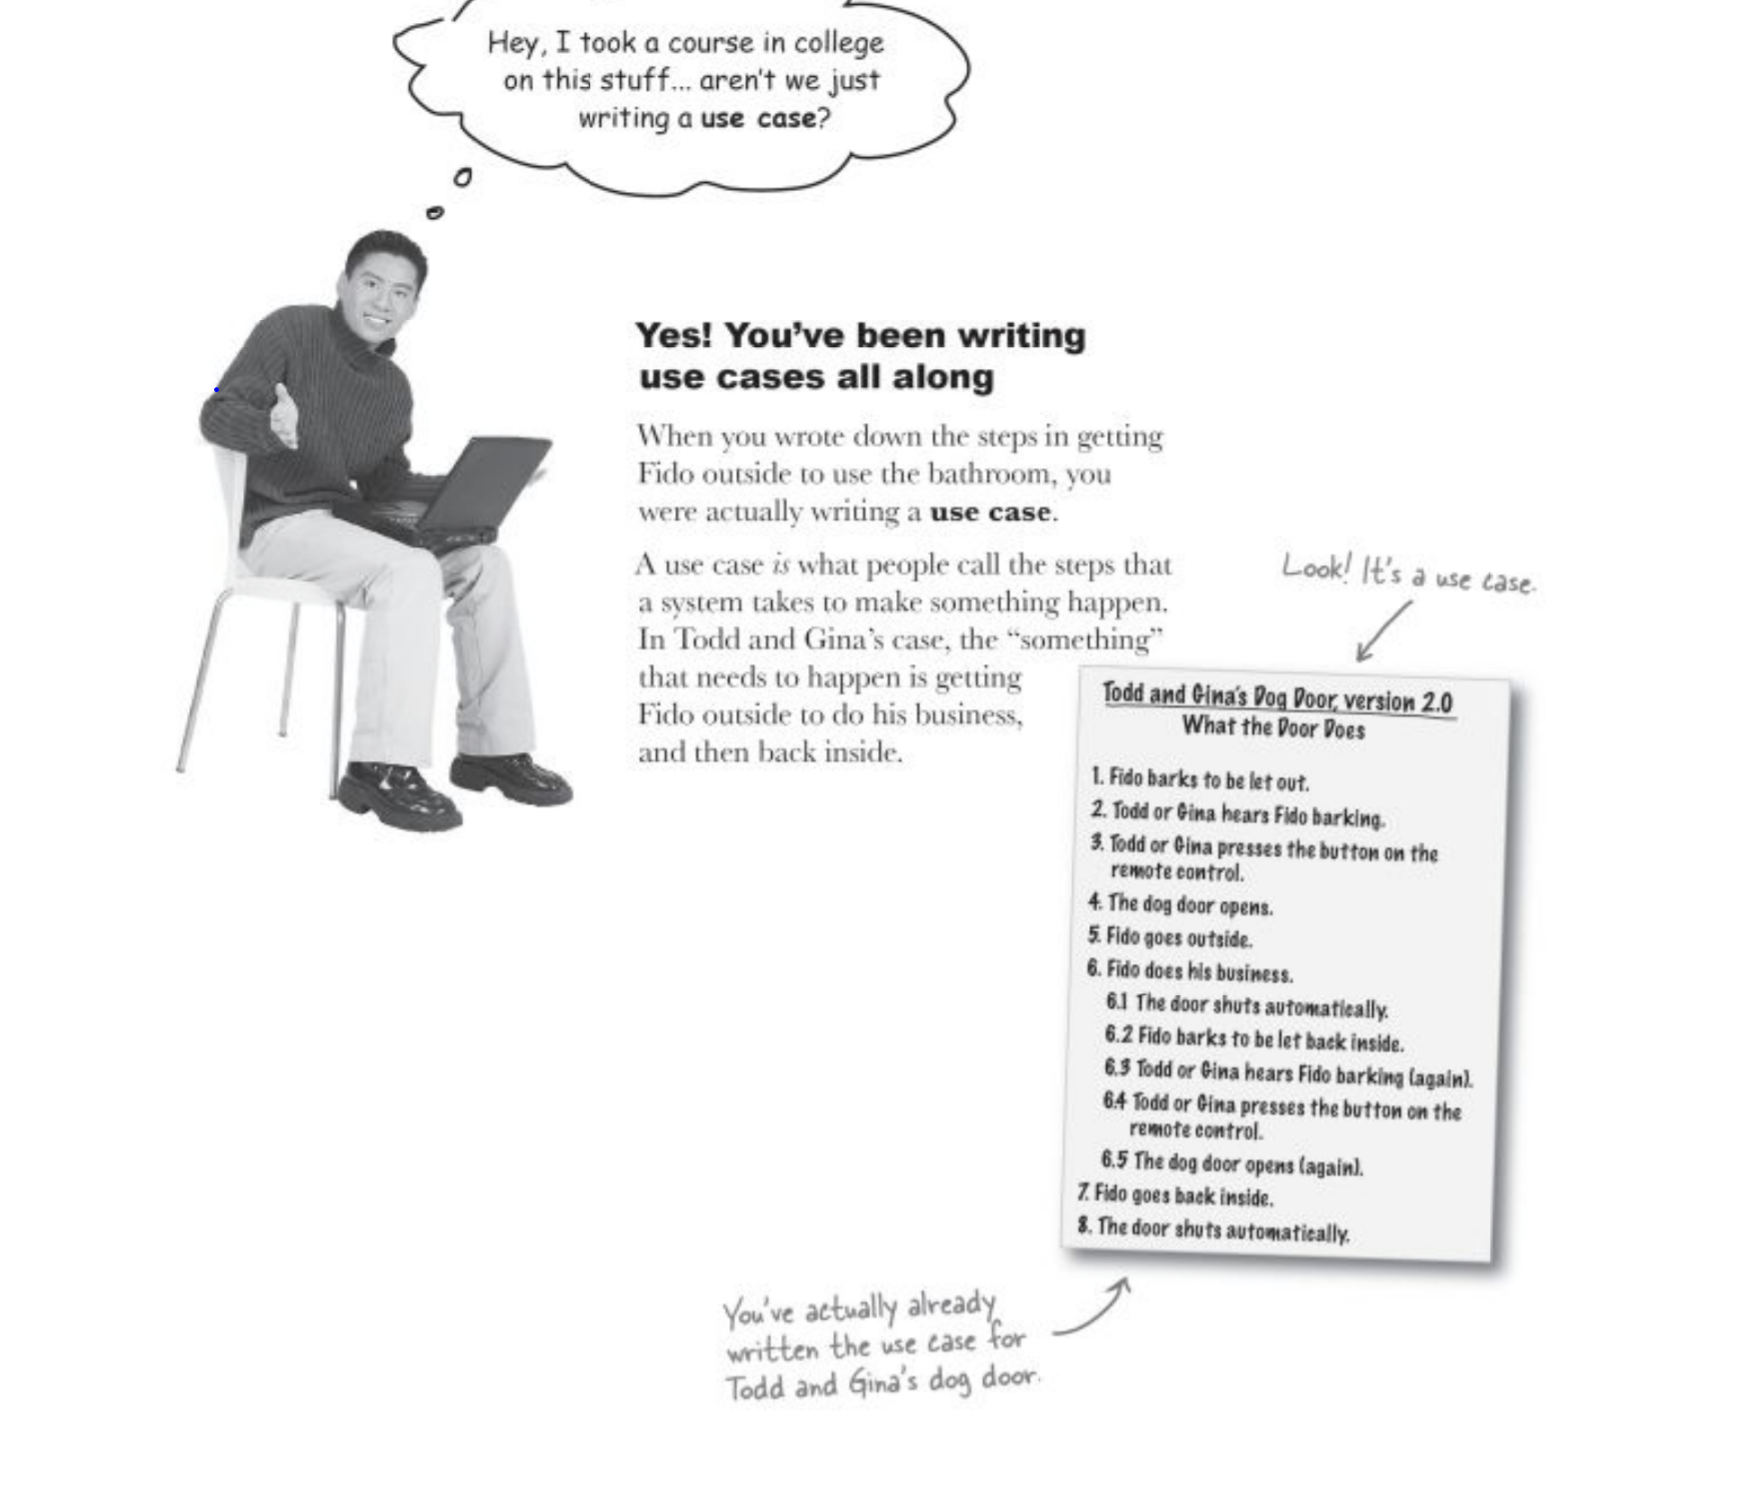 Hey, I took a course in college
on this stuff... aren't we just
writing a use case?
Yes! You've been writing
use cases all along
When you wrote down the steps in getting
Fido outside to use the bathroom, you
were actually writing a use case.
A use case is what people call the steps that
a system takes to make something happen.
In Todd and Gina's case, the “something”
that needs to happen is getting
Fido outside to do his business,
and then back inside.
Look! It's a use case.
Todd and Gina's Dog Door, version 2.0
What the Door Does
1. Fido barks to be let out.
2. Todd or Gina hears Fido barking.
3. Todd or Gina presses the button on the
remote control.
4. The dog door opens.
5. Fido goes outside.
6. Fido does his business.
6.1 The door shuts automatically.
6.2 Fido barks to be let back inside.
6.3 Todd or Gina hears Fido barking (again).
6.4 Todd or Gina presses the button on the
remote control.
6.5 The dog door opens (again).
7. Fido goes back inside.
8. The door shuts automatically.
You've actually already
written the use case for
Todd and Gina's dog door.